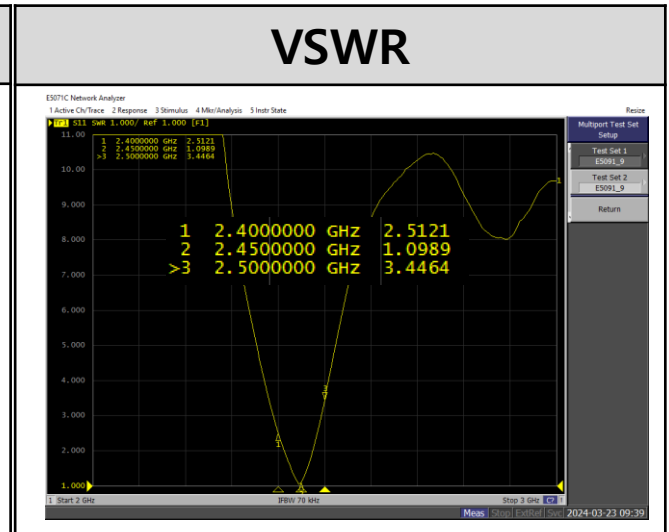 VSWR
E5071C Network Analyzer
1 Active Ch/Trace 2 Response 3 Stimulus 4 Mkr/Analysis 5 Instr State
Resize
Tr1 S11 SWR 1.000/ Ref 1.000 [F1]
11.00
1 2.4000000 GHz 2.5121
2 2.4500000 GHz 1.0989
>3 2.5000000 GHz 3.4464
10.00
9.000
8.000
7.000
6.000
5.000
4.000
3.000
2.000
1.000
1 2.4000000 GHz 2.5121
2 2.4500000 GHz 1.0989
>3 2.5000000 GHz 3.4464
1
3
1
Multiport Test Set
Setup
Test Set 1
E5091_9
Test Set 2
E5091_9
Return
1 Start 2 GHz
IFBW 70 kHz
Stop 3 GHz
Meas Stop ExtRef Svc 2024-03-23 09:39